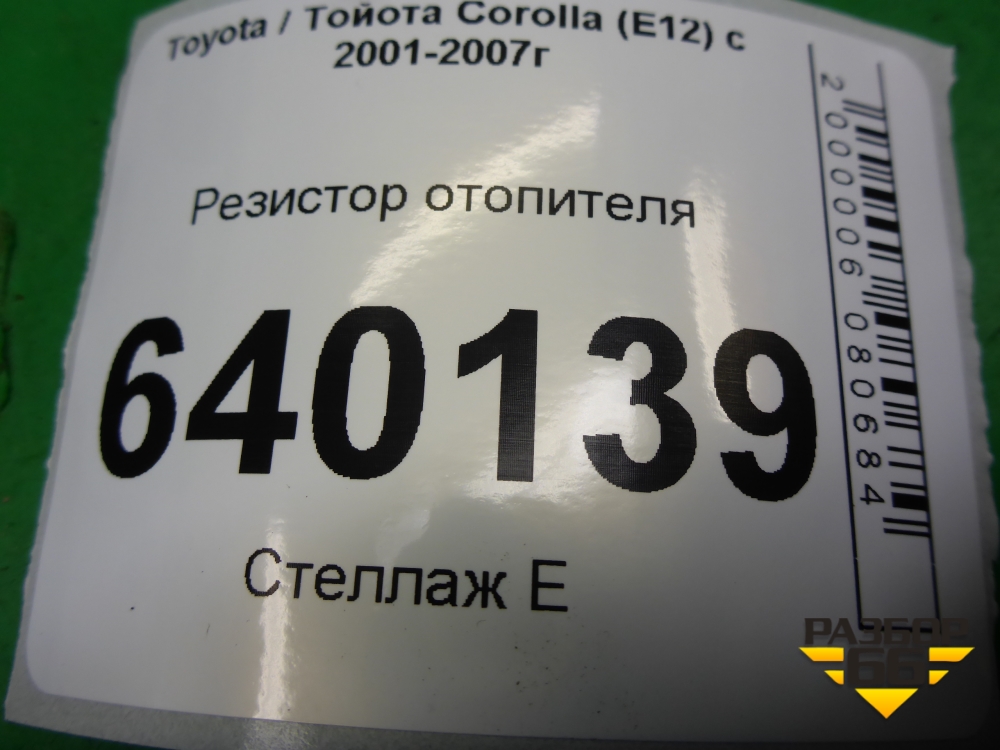 Toyota / Тойота Corolla (E12) с
2001-2007г
Резистор отопителя
640139
Стеллаж Е
2000006080684
РАЗБОР
66